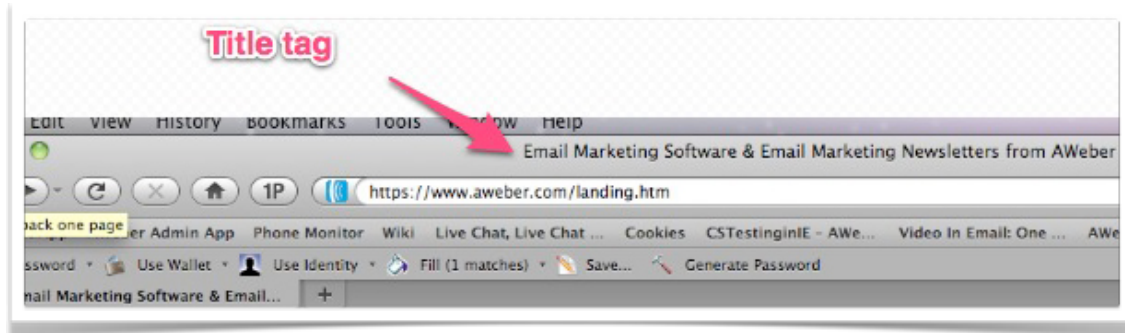 Title tag
Edit View History Bookmarks Tools Window Help
Email Marketing Software & Email Marketing Newsletters from AWeber
1P https://www.aweber.com/landing.htm
back one page er Admin App Phone Monitor Wiki Live Chat, Live Chat ... Cookies CSTestinginIE - AWe... Video In Email: One ... AWe
ssword Use Wallet Use Identity Fill (1 matches) Save... Generate Password
mail Marketing Software & Email... +